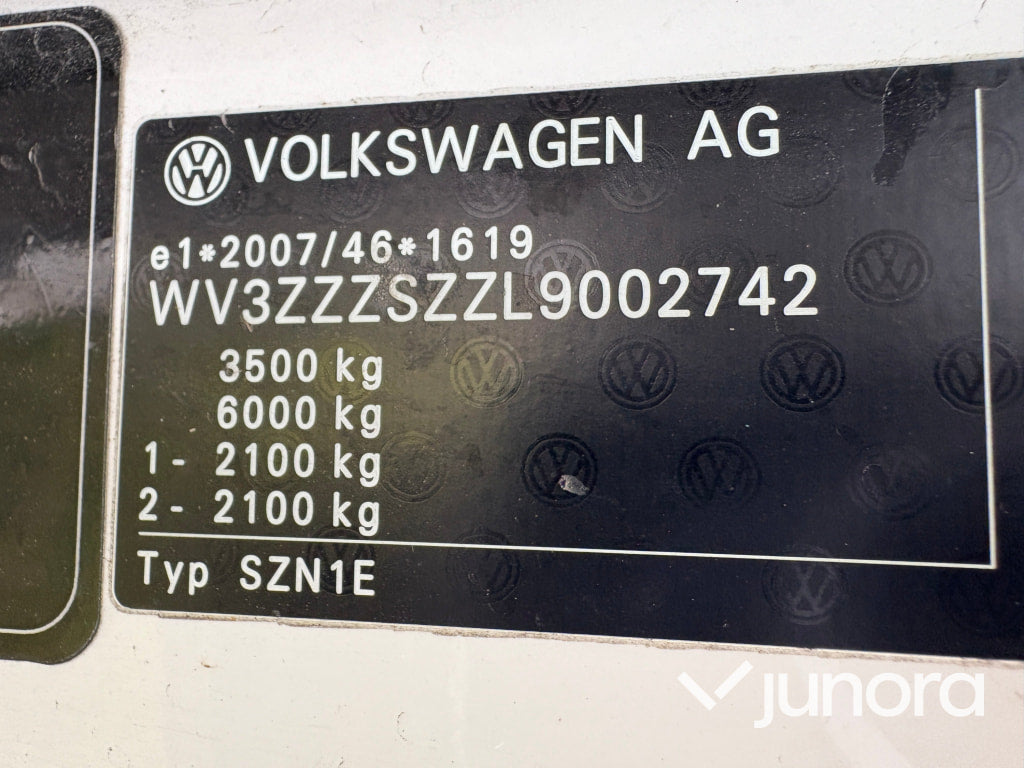 VOLKSWAGEN AG
e1*2007/46*1619
WV3ZZZSZZL9002742
3500 kg
6000 kg
1- 2100 kg
2- 2100 kg
Typ SZN1E
junora